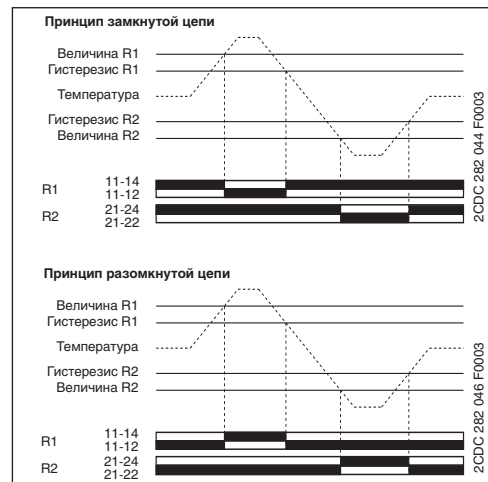 Принцип замкнутой цепи
Величина R1
Гистерезис R1
Температура
Гистерезис R2
Величина R2
R1
11-14
11-12
R2
21-24
21-22
2CDC 282 044 F0003
Принцип разомкнутой цепи
Величина R1
Гистерезис R1
Температура
Гистерезис R2
Величина R2
R1
11-14
11-12
R2
21-24
21-22
2CDC 282 046 F0003